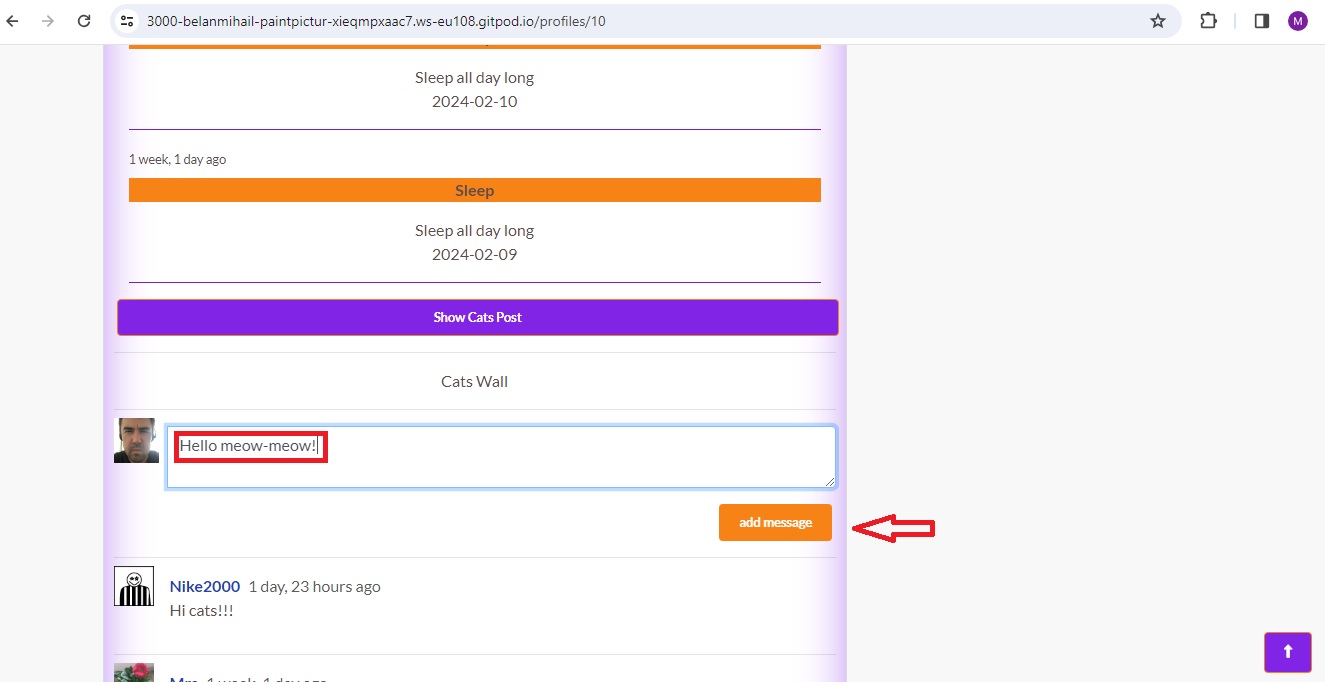 3000-belanmihail-paintpictur-xieqmpxaac7.ws-eu108.gitpod.io/profiles/10
M
Sleep all day long
2024-02-10
1 week, 1 day ago
Sleep
Sleep all day long
2024-02-09
Show Cats Post
Cats Wall
Hello meow-meow!
add message
Nike2000 1 day, 23 hours ago
Hi cats!!!
1 week, 1 day ago